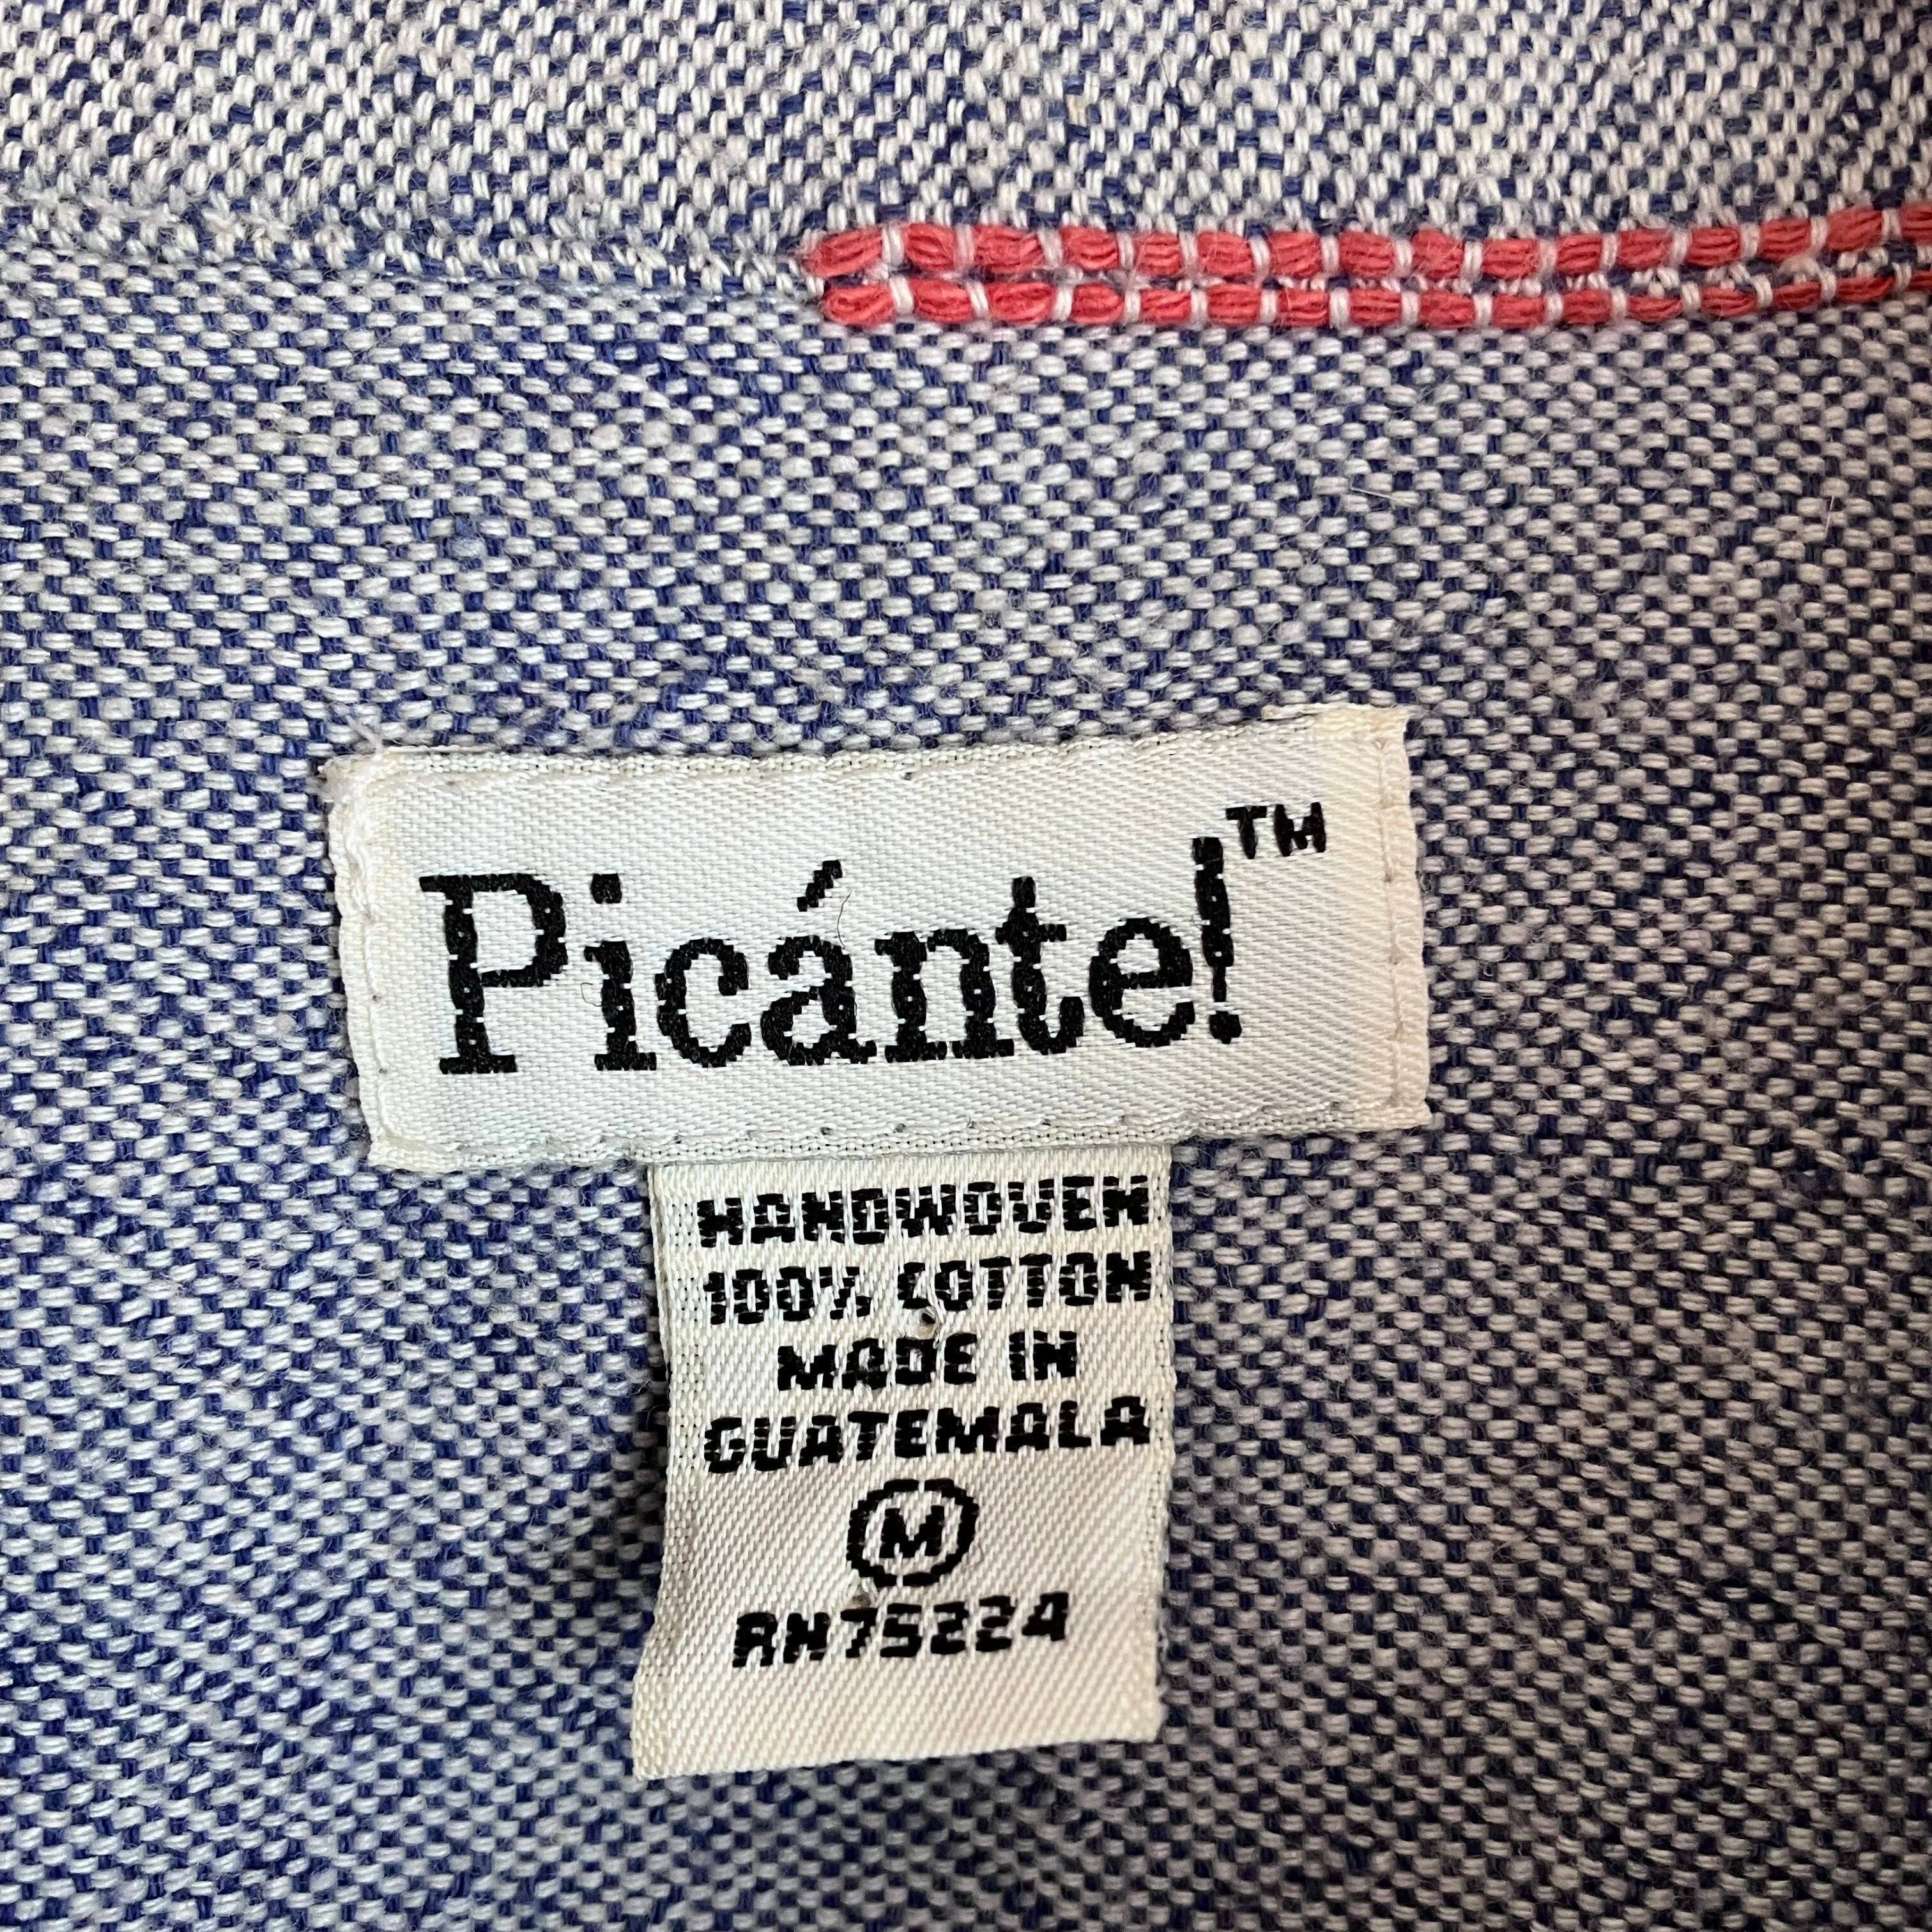 Picánte!™
HANDWOVEN
100% COTTON
MADE IN
GUATEMALA
M
RN75224